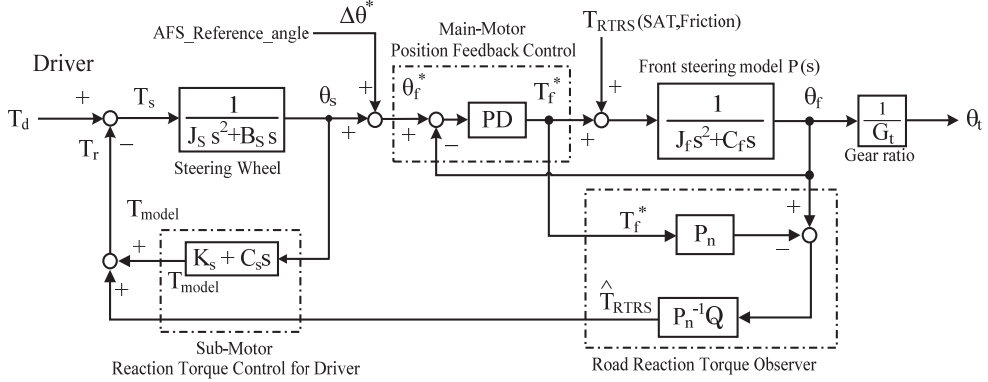 Δθ*
AFS_Reference_angle
Main-Motor
Position Feedback Control
T_RTRS(SAT,Friction)
Front steering model P(s)
Driver
T_d
+
−
T_s
1
J_S s²+B_S s
Steering Wheel
θ_s
+
+
θ_f*
+
−
PD
T_f*
+
+
1
J_f s²+C_f s
θ_f
1
G_t
Gear ratio
θ_t
T_r
T_model
+
+
T_model
K_s + C_s s
Sub-Motor
Reaction Torque Control for Driver
T_f*
P_n
+
−
T̂_RTRS
P_n⁻¹Q
Road Reaction Torque Observer